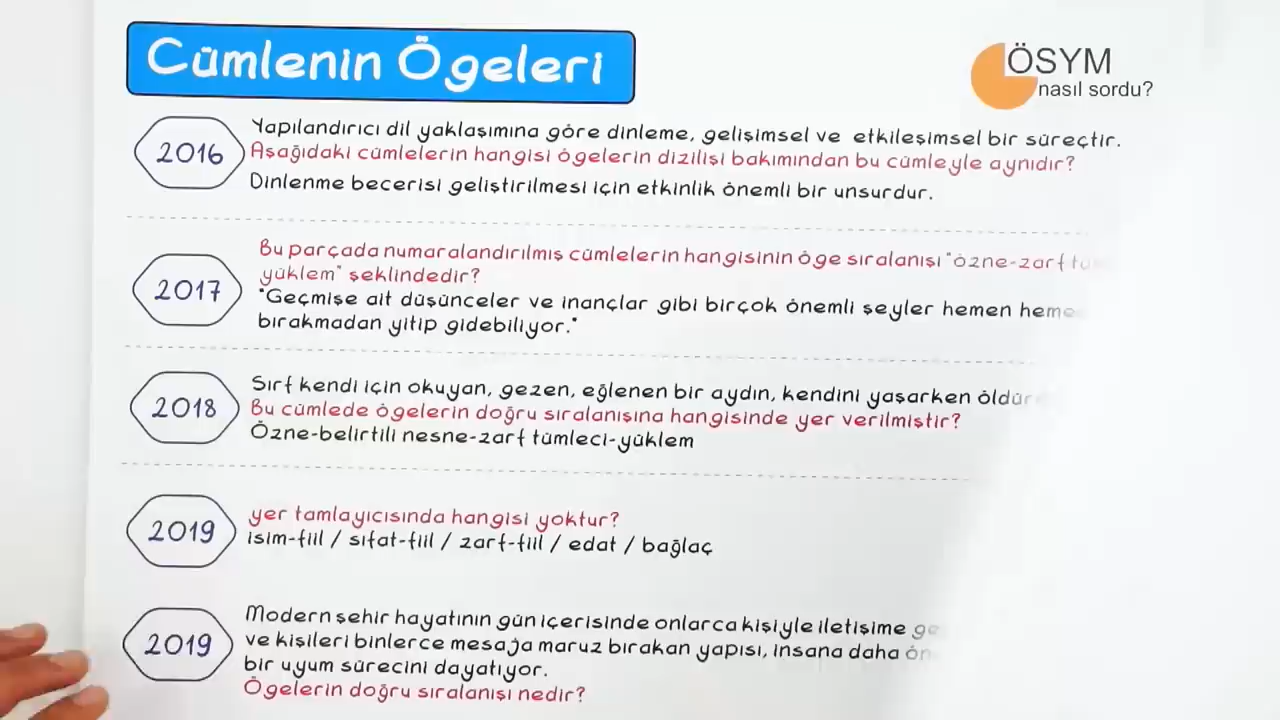 Cümlenin Ögeleri
ÖSYM
nasıl sordu?
2016
Yapılandırıcı dil yaklaşımına göre dinleme, gelişimsel ve etkileşimsel bir süreçtir.
Aşağıdaki cümlelerin hangisi ögelerin dizilişi bakımından bu cümleyle aynıdır?
Dinlenme becerisi geliştirilmesi için etkinlik önemli bir unsurdur.
2017
Bu parçada numaralandırılmış cümlelerin hangisinin öge sıralanışı "özne-zarf
yüklem" şeklindedir?
"Geçmişe ait düşünceler ve inançlar gibi birçok önemli şeyler hemen
bırakmadan yitip gidebiliyor."
2018
Sırf kendi için okuyan, gezen, eğlenen bir aydın, kendini yaşarken
Bu cümlede ögelerin doğru sıralanışına hangisinde yer verilmiştir?
Özne-belirtili nesne-zarf tümleci-yüklem
2019
yer tamlayıcısında hangisi yoktur?
isim-fiil / sıfat-fiil / zarf-fiil / edat / bağlaç
2019
Modern şehir hayatının gün içerisinde onlarca kişiyle iletişime
ve kişileri binlerce mesaja maruz bırakan yapısı, insana daha
bir uyum sürecini dayatıyor.
Ögelerin doğru sıralanışı nedir?